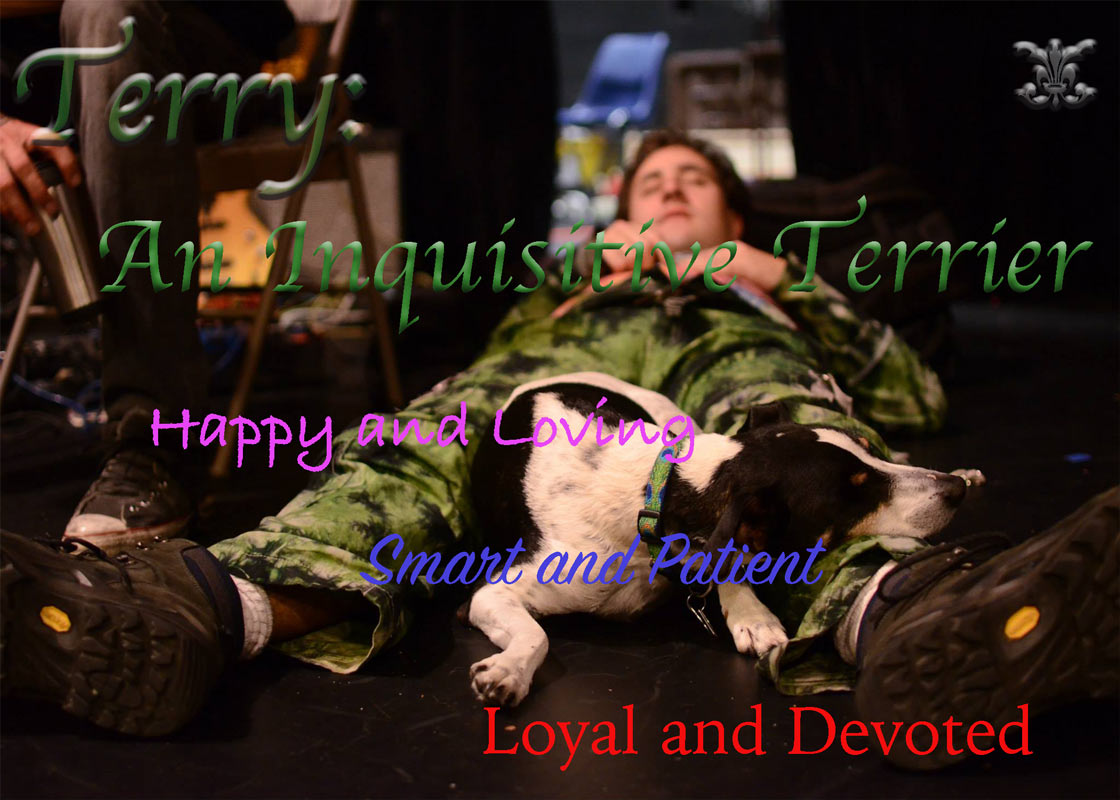 Terry:
An Inquisitive Terrier
Happy and Loving
Smart and Patient
Loyal and Devoted